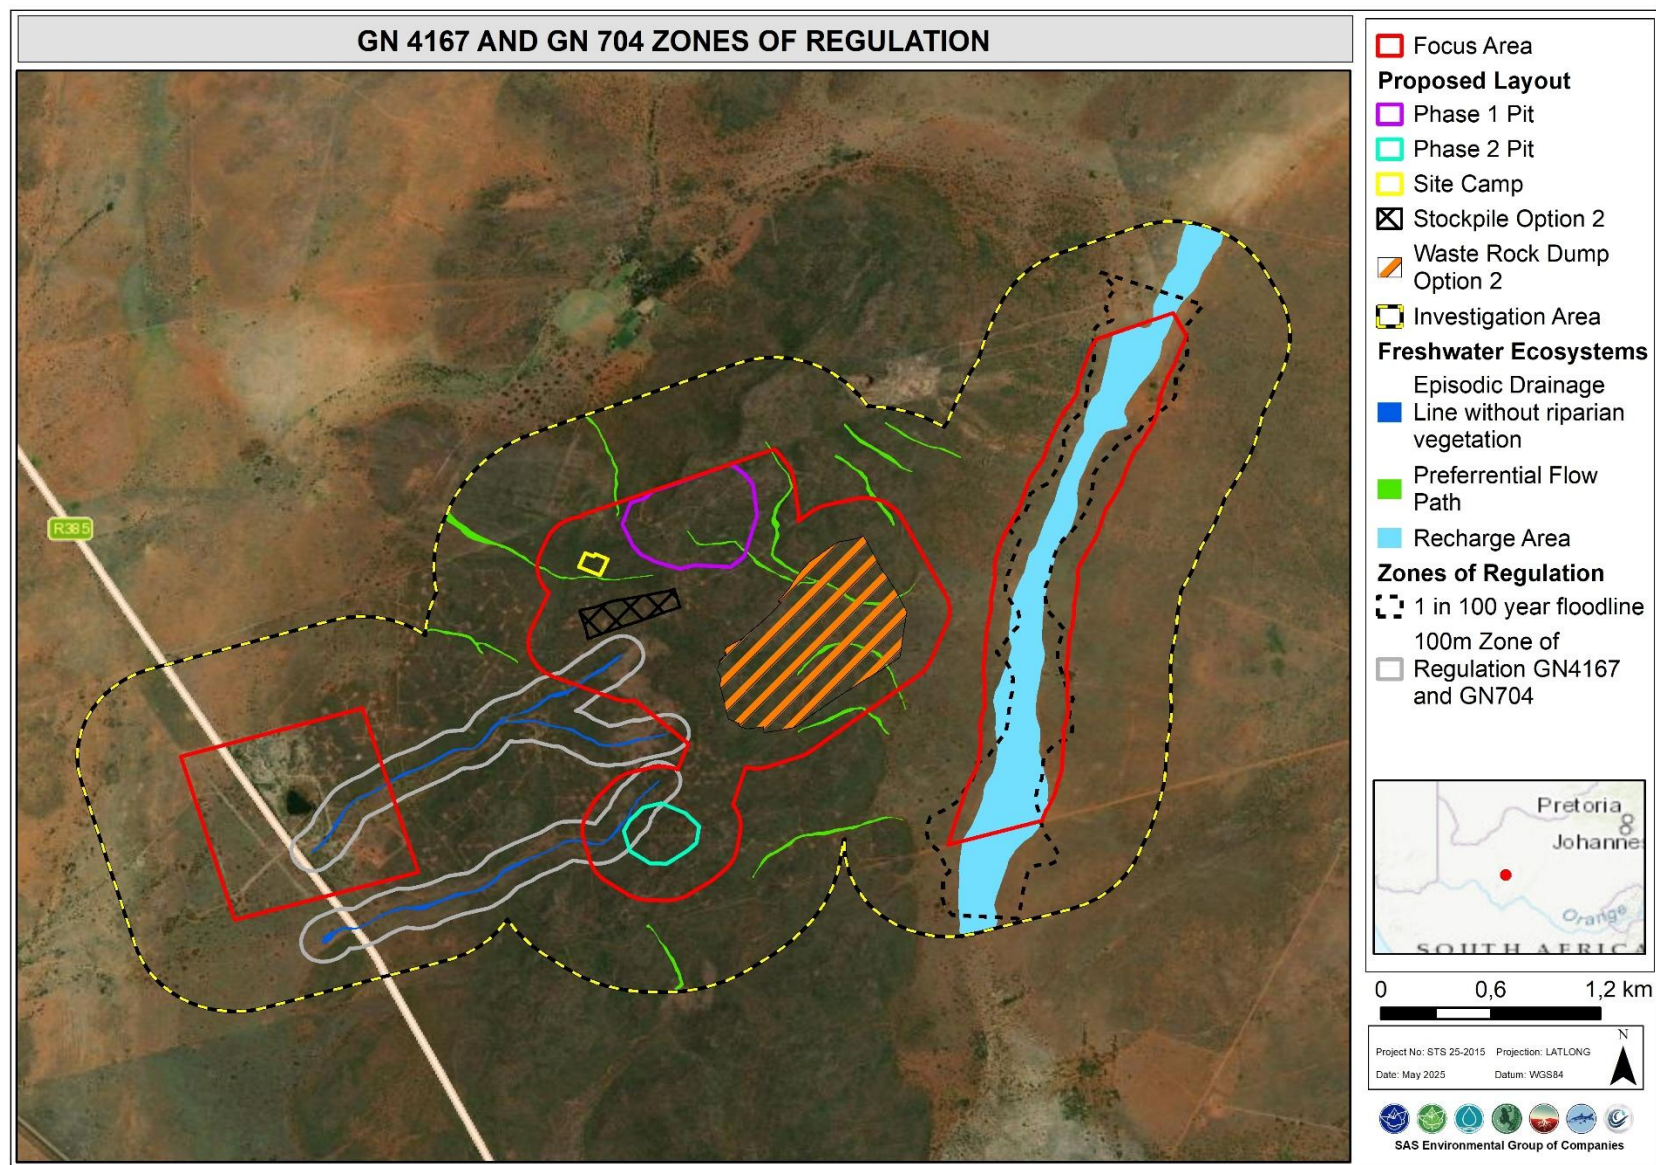 GN 4167 AND GN 704 ZONES OF REGULATION
R385
Focus Area
Proposed Layout
Phase 1 Pit
Phase 2 Pit
Site Camp
Stockpile Option 2
Waste Rock Dump
Option 2
Investigation Area
Freshwater Ecosystems
Episodic Drainage
Line without riparian
vegetation
Preferrential Flow
Path
Recharge Area
Zones of Regulation
1 in 100 year floodline
100m Zone of
Regulation GN4167
and GN704
Pretoria
Johanne
Orange
SOUTH AFRICA
0 0,6 1,2 km
Project No: STS 25-2015 Projection: LATLONG
Date: May 2025 Datum: WGS84
N
SAS Environmental Group of Companies